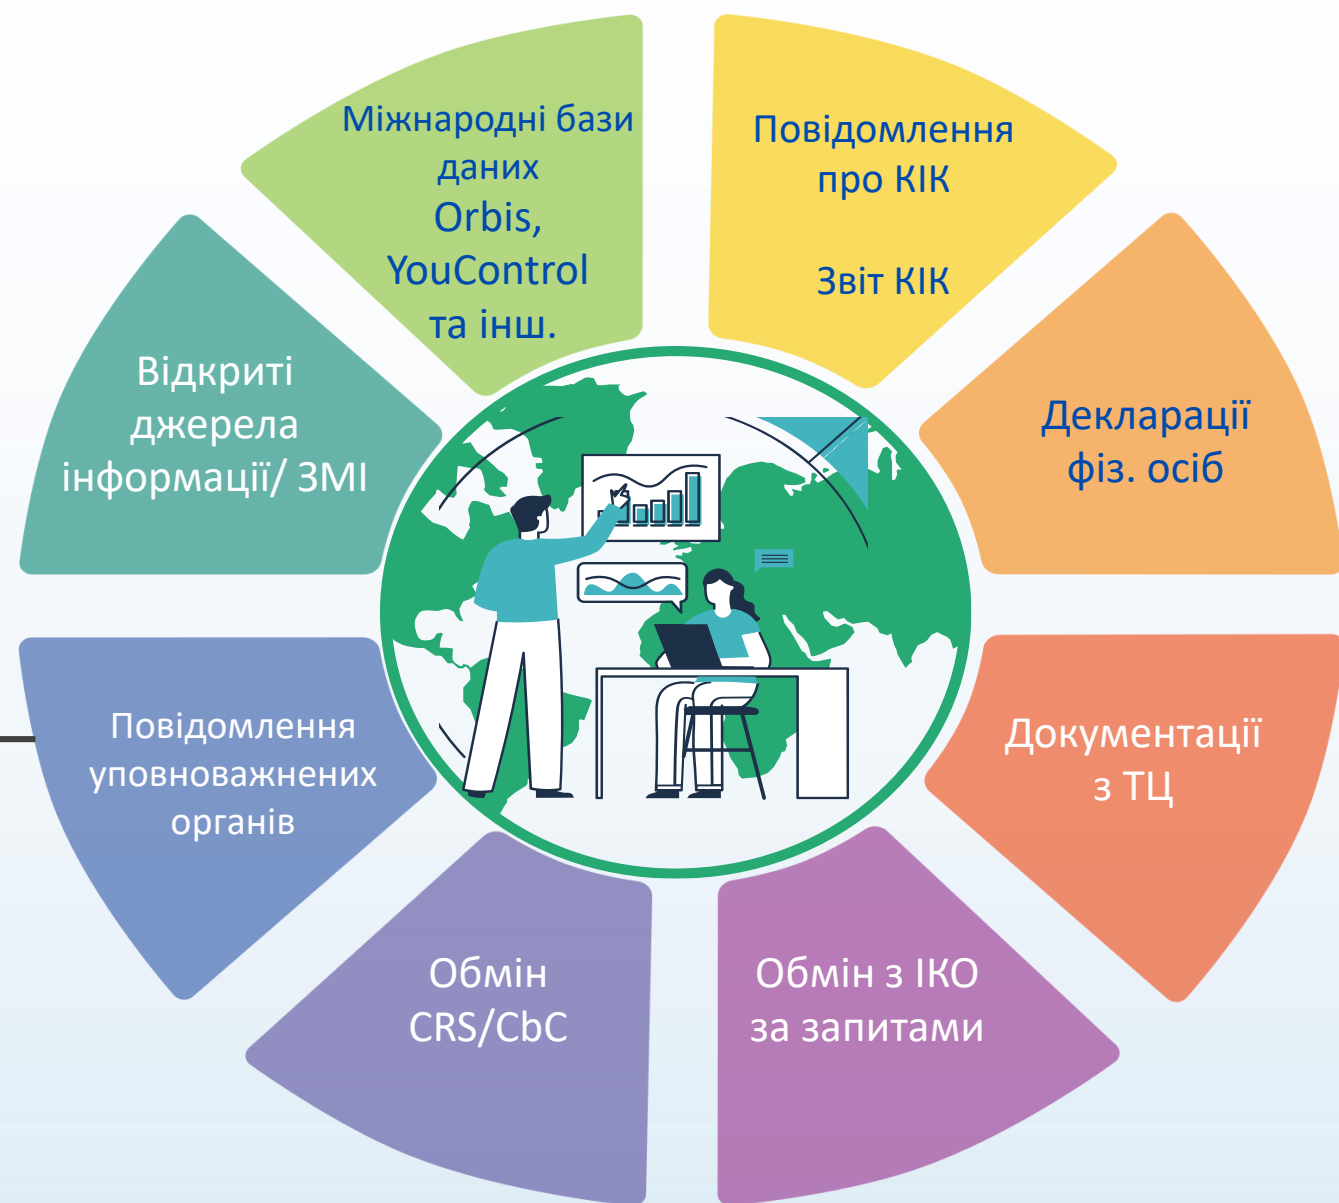 Міжнародні бази
даних
Orbis,
YouControl
та інш.
Повідомлення
про КІК
Звіт КІК
Декларації
фіз. осіб
Документації
з ТЦ
Обмін з ІКО
за запитами
Обмін
CRS/CbC
Повідомлення
уповноважнених
органів
Відкриті
джерела
інформації/ ЗМІ